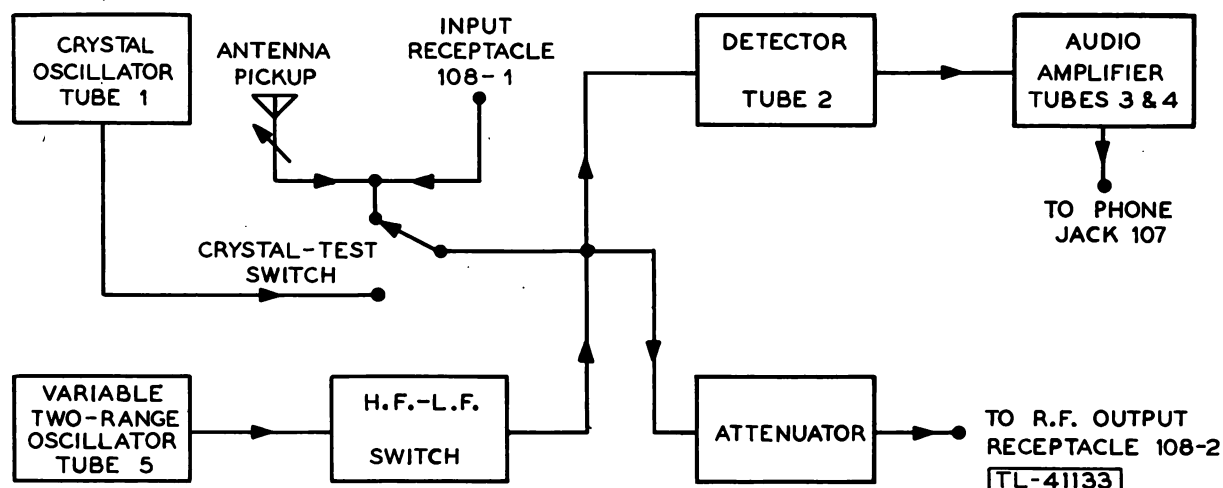 CRYSTAL
OSCILLATOR
TUBE 1
ANTENNA
PICKUP
INPUT
RECEPTACLE
108-1
DETECTOR
TUBE 2
AUDIO
AMPLIFIER
TUBES 3 & 4
TO PHONE
JACK 107
CRYSTAL-TEST
SWITCH
VARIABLE
TWO-RANGE
OSCILLATOR
TUBE 5
H.F.-L.F.
SWITCH
ATTENUATOR
TO R.F. OUTPUT
RECEPTACLE 108-2
TL-41133